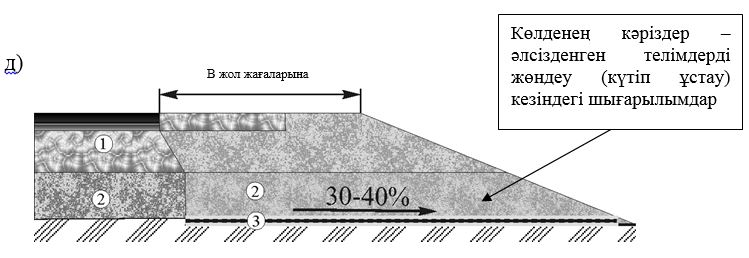 Көлденең кәріздер –
әлсізденген телімдерді
жөндеу (күтіп ұстау)
кезіндегі шығарылымдар
д)
В жол жағаларына
1
2
2
30-40%
3